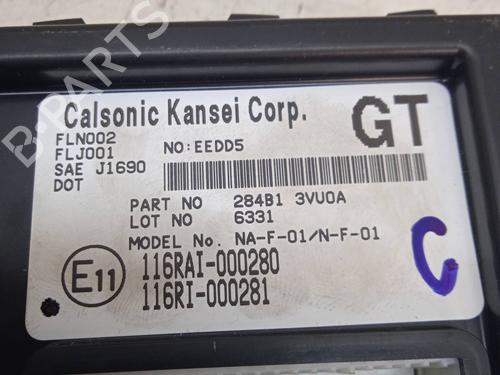 Calsonic Kansei Corp.
GT
FLN002
FLJ001
NO:EEDD5
SAE J1690
DOT
PART NO 284B1 3VU0A
LOT NO 6331
MODEL No. NA-F-01/N-F-01
E11
116RAI-000280
116RI-000281
C
B-PARTS